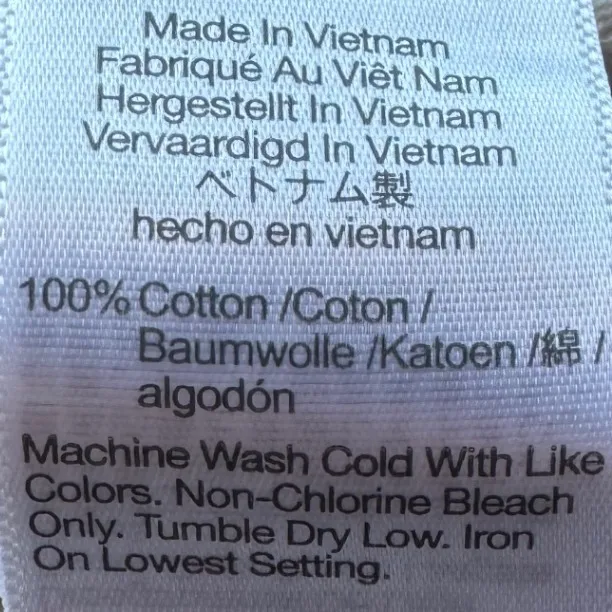 Made In Vietnam
Fabriqué Au Viêt Nam
Hergestellt In Vietnam
Vervaardigd In Vietnam
ベトナム製
hecho en vietnam
100% Cotton /Coton /
Baumwolle /Katoen /綿 /
algodón
Machine Wash Cold With Like
Colors. Non-Chlorine Bleach
Only. Tumble Dry Low. Iron
On Lowest Setting.